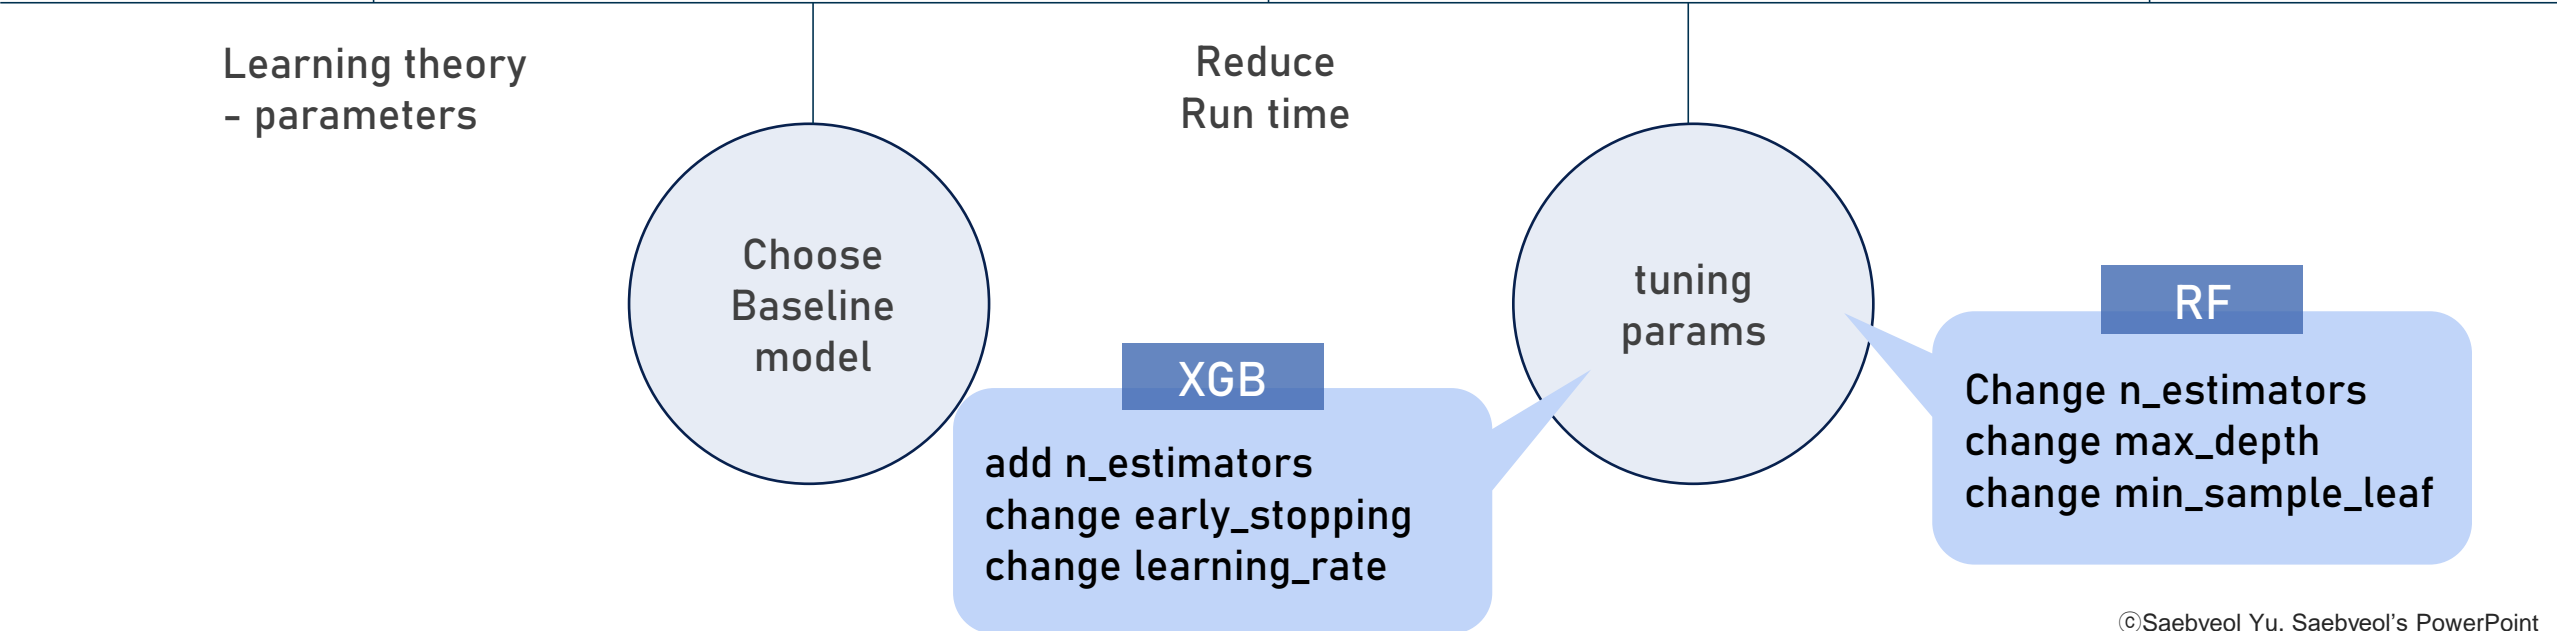 Learning theory
- parameters
Choose
Baseline
model
Reduce
Run time
XGB
add n_estimators
change early_stopping
change learning_rate
tuning
params
RF
Change n_estimators
change max_depth
change min_sample_leaf
ⓒSaebyeol Yu. Saebyeol's PowerPoint